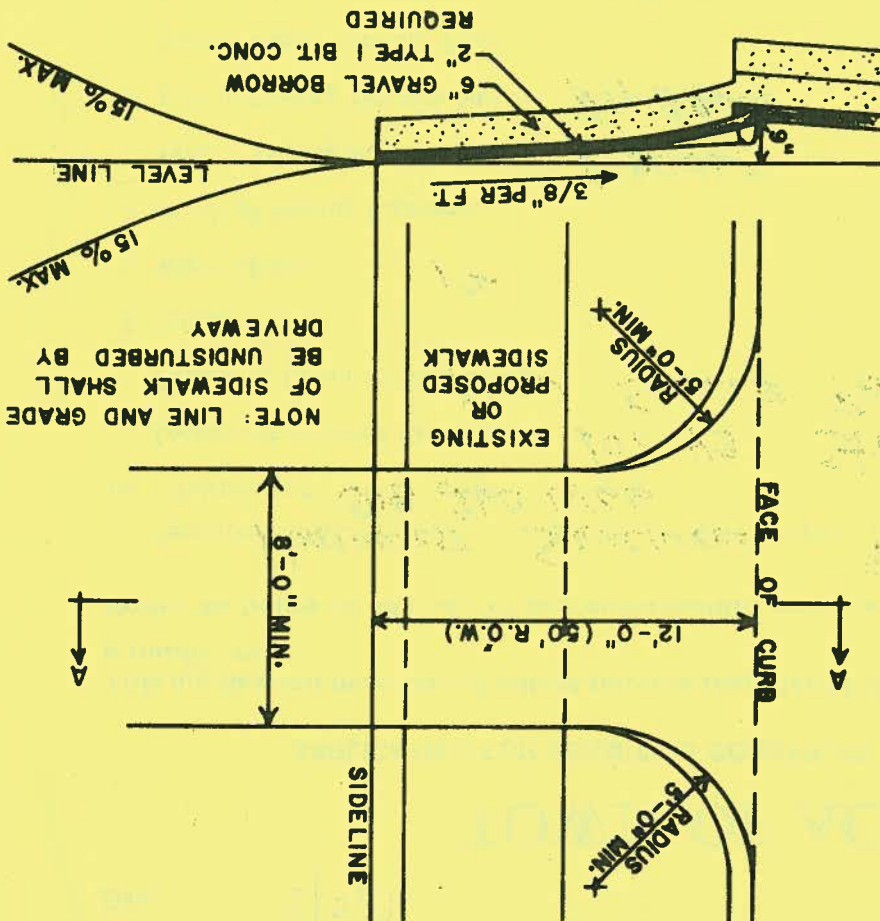 RADIUS
5'-0" MIN.
SIDELINE
A
A
FACE OF CURB
12'-0" (50' R.O.W.)
8'-0" MIN.
RADIUS
5'-0" MIN.
EXISTING
OR
PROPOSED
SIDEWALK
NOTE: LINE AND GRADE
OF SIDEWALK SHALL
BE UNDISTURBED BY
DRIVEWAY
3/8" PER FT.
15% MAX.
LEVEL LINE
15% MAX.
6"
6" GRAVEL BORROW
2" TYPE I BIT. CONC.
REQUIRED